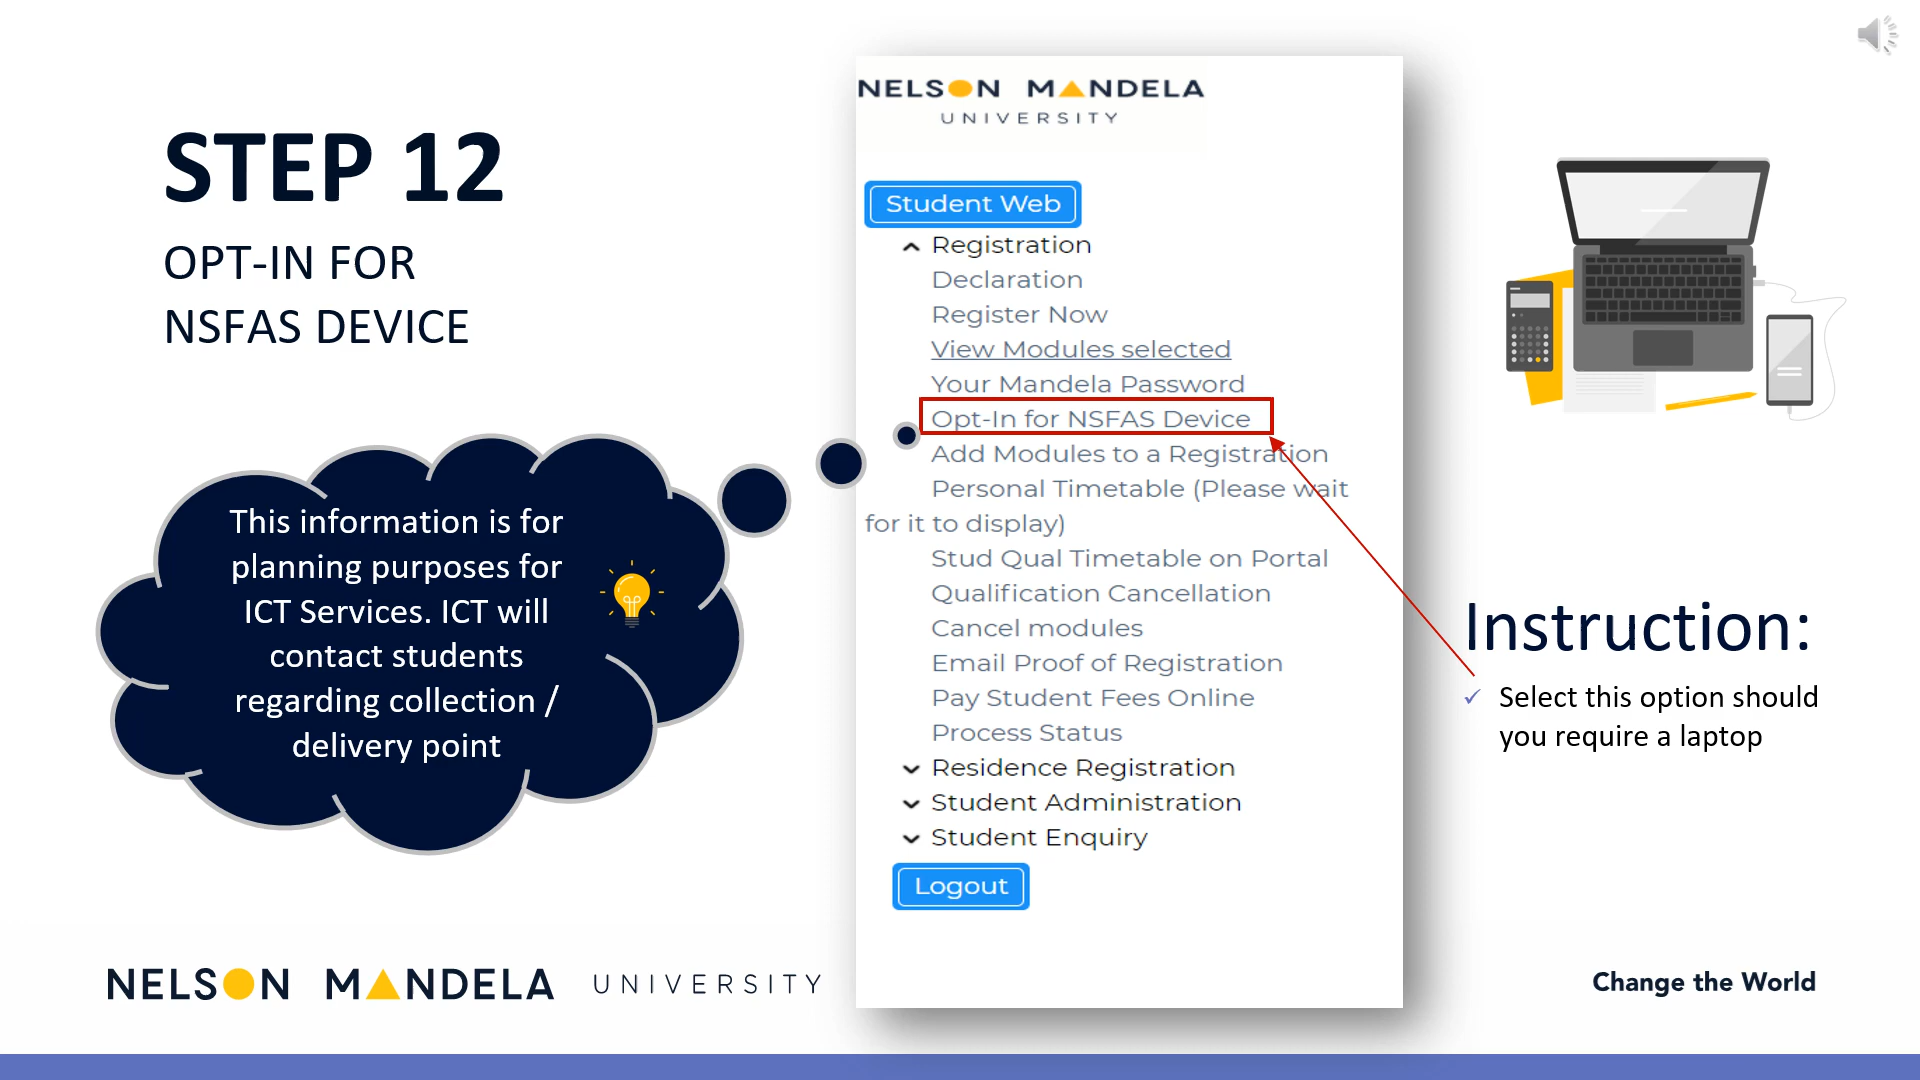 STEP 12
OPT-IN FOR
NSFAS DEVICE
This information is for
planning purposes for
ICT Services. ICT will
contact students
regarding collection /
delivery point
NELSON MANDELA
UNIVERSITY
Student Web
Registration
Declaration
Register Now
View Modules selected
Your Mandela Password
Opt-In for NSFAS Device
Add Modules to a Registration
Personal Timetable (Please wait
for it to display)
Stud Qual Timetable on Portal
Qualification Cancellation
Cancel modules
Email Proof of Registration
Pay Student Fees Online
Process Status
Residence Registration
Student Administration
Student Enquiry
Logout
Instruction:
Select this option should
you require a laptop
NELSON MANDELA UNIVERSITY
Change the World